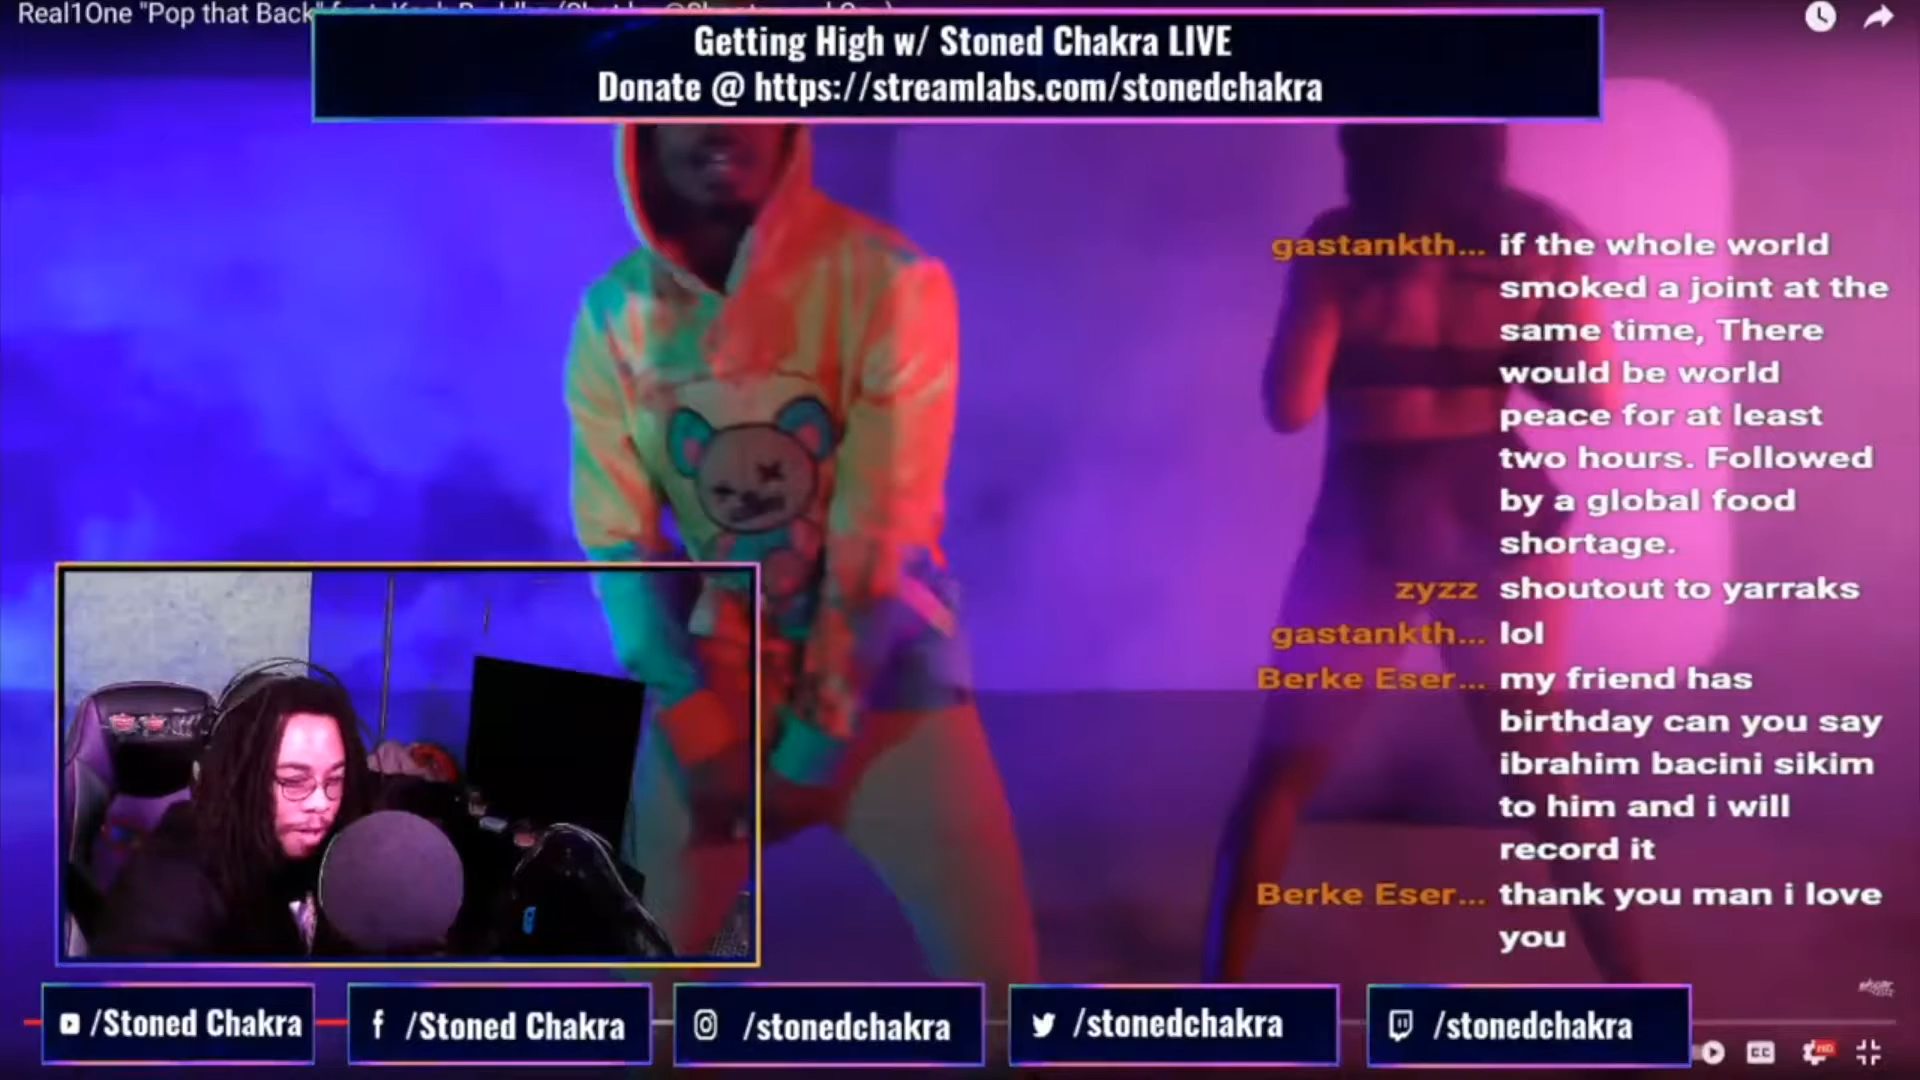 Real1One "Pop that Back"
Getting High w/ Stoned Chakra LIVE
Donate @ https://streamlabs.com/stonedchakra
gastankth... if the whole world
smoked a joint at the
same time, There
would be world
peace for at least
two hours. Followed
by a global food
shortage.
zyzz shoutout to yarraks
gastankth... lol
Berke Eser... my friend has
birthday can you say
ibrahim bacini sikim
to him and i will
record it
Berke Eser... thank you man i love
you
/Stoned Chakra
/Stoned Chakra
/stonedchakra
/stonedchakra
/stonedchakra
CC
HD